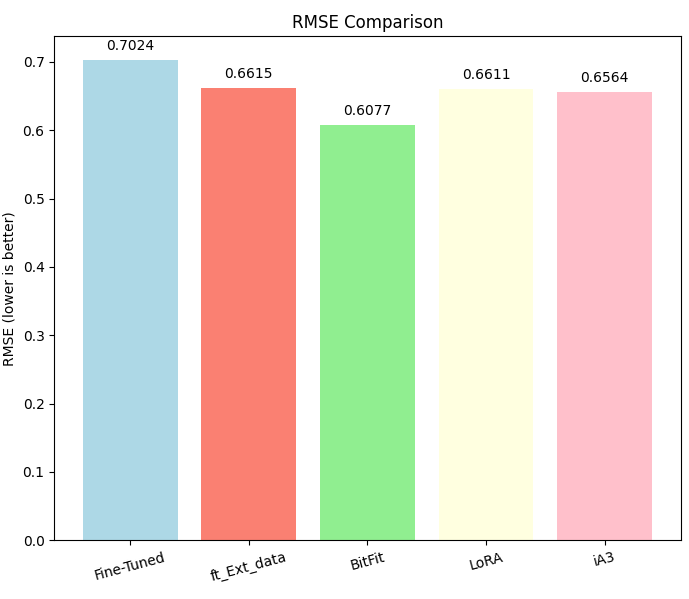 RMSE Comparison
RMSE (lower is better)
0.7
0.6
0.5
0.4
0.3
0.2
0.1
0.0
0.7024
0.6615
0.6077
0.6611
0.6564
Fine-Tuned
ft_Ext_data
BitFit
LoRA
iA3